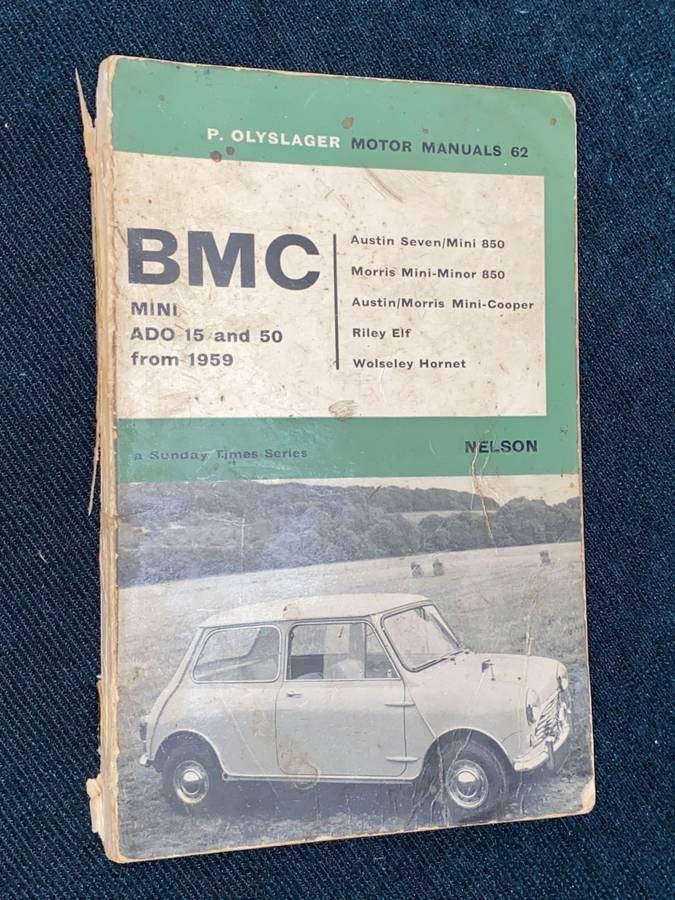 P. OLYSLAGER MOTOR MANUALS 62
BMC
MINI
ADO 15 and 50
from 1959
Austin Seven/Mini 850
Morris Mini-Minor 850
Austin/Morris Mini-Cooper
Riley Elf
Wolseley Hornet
a Sunday Times Series
NELSON